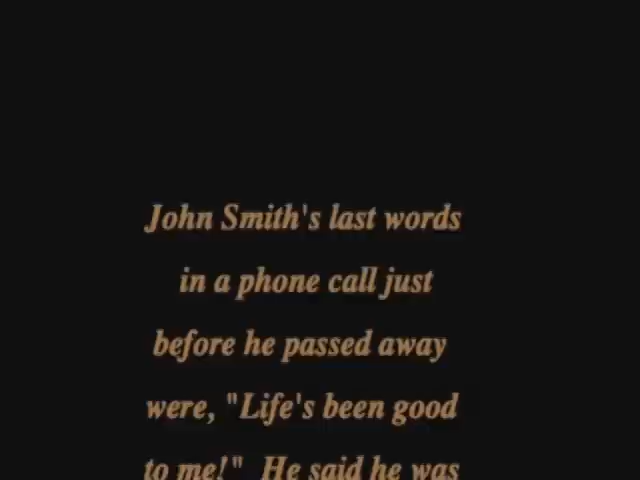 John Smith's last words
in a phone call just
before he passed away
were, "Life's been good
to me!" He said he was